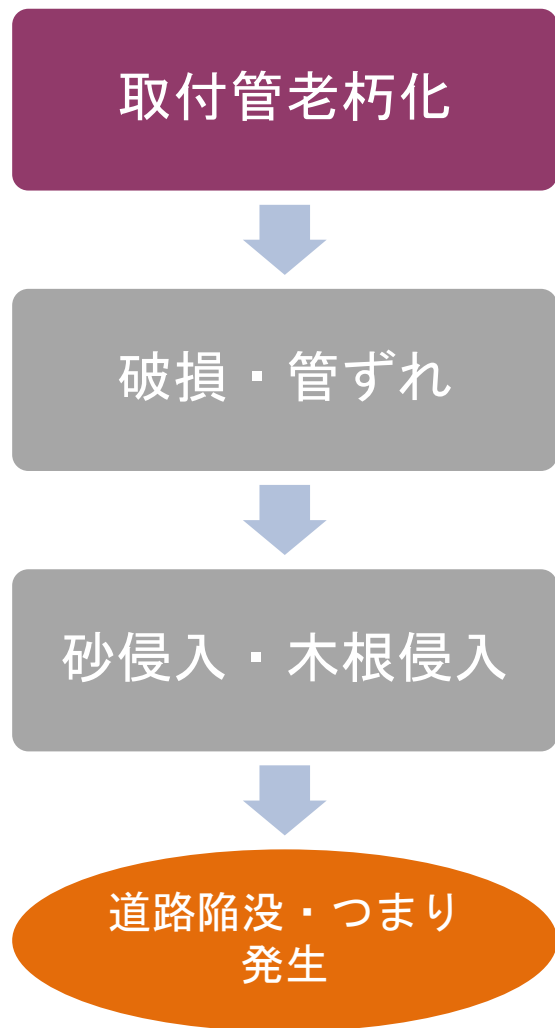 取付管老朽化
破損・管ずれ
砂侵入・木根侵入
道路陥没・つまり
発生